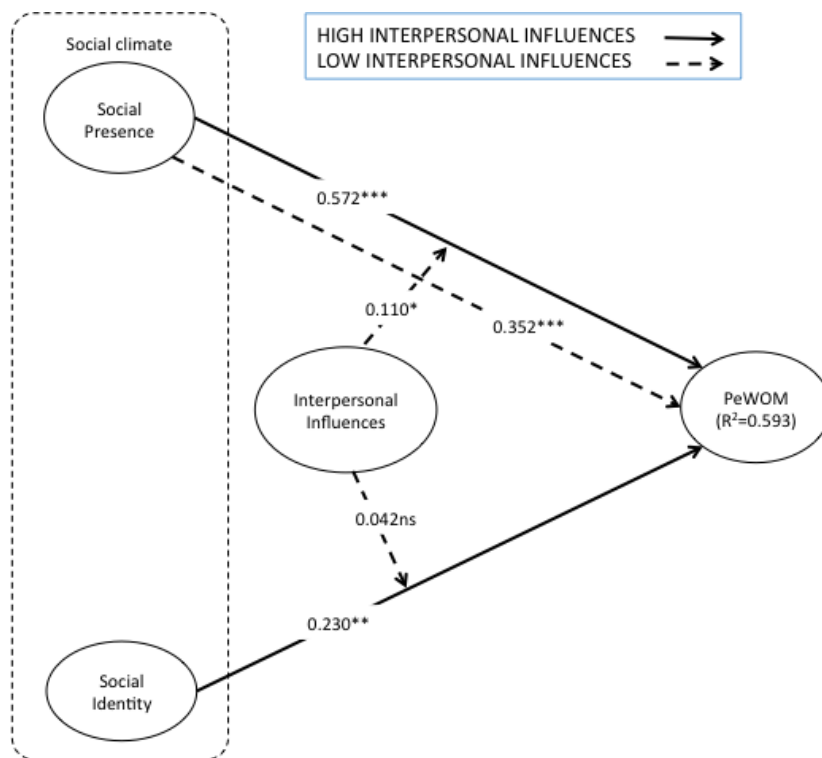 HIGH INTERPERSONAL INFLUENCES
LOW INTERPERSONAL INFLUENCES
Social climate
Social
Presence
0.572***
0.110*
0.352***
Interpersonal
Influences
PeWOM
(R²=0.593)
0.042ns
0.230**
Social
Identity